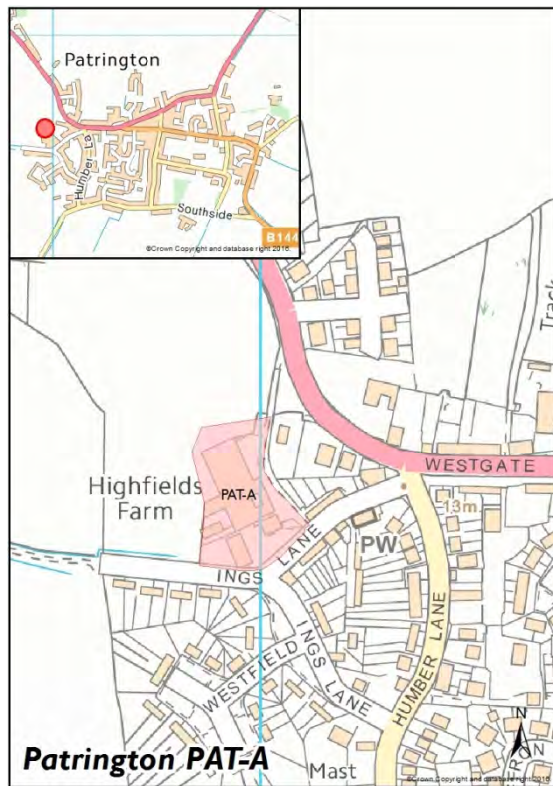 Patrington
Humber La
Southside
B144
©Crown Copyright and database right 2016.
Track
WESTGATE
Highfields
Farm
PAT-A
13m
PW
INGS LANE
INGS LANE
WESTFIELD
HUMBER LANE
N
Mast
Patrington PAT-A
©Crown Copyright and database right 2016.